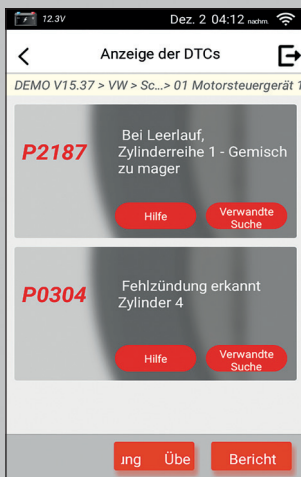 12.3V Dez. 2 04:12 nachm.
Anzeige der DTCs
DEMO V15.37 > VW > Sc...> 01 Motorsteuergerät 1
P2187
Bei Leerlauf,
Zylinderreihe 1 - Gemisch
zu mager
Hilfe
Verwandte
Suche
P0304
Fehlzündung erkannt
Zylinder 4
Hilfe
Verwandte
Suche
ung Übe
Bericht